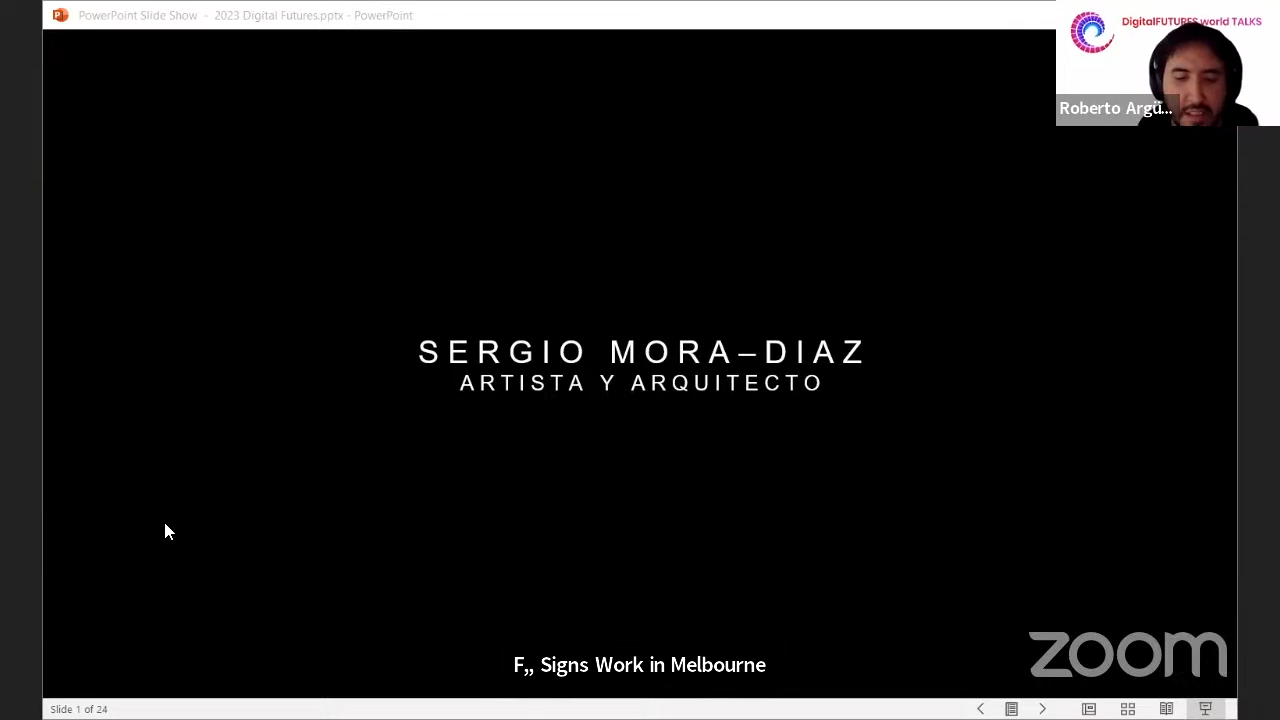 PowerPoint Slide Show - 2023 Digital Futures.pptx - PowerPoint
DigitalFUTURES world TALKS
Roberto Argü...
SERGIO MORA–DIAZ
ARTISTA Y ARQUITECTO
F,, Signs Work in Melbourne
zoom
Slide 1 of 24